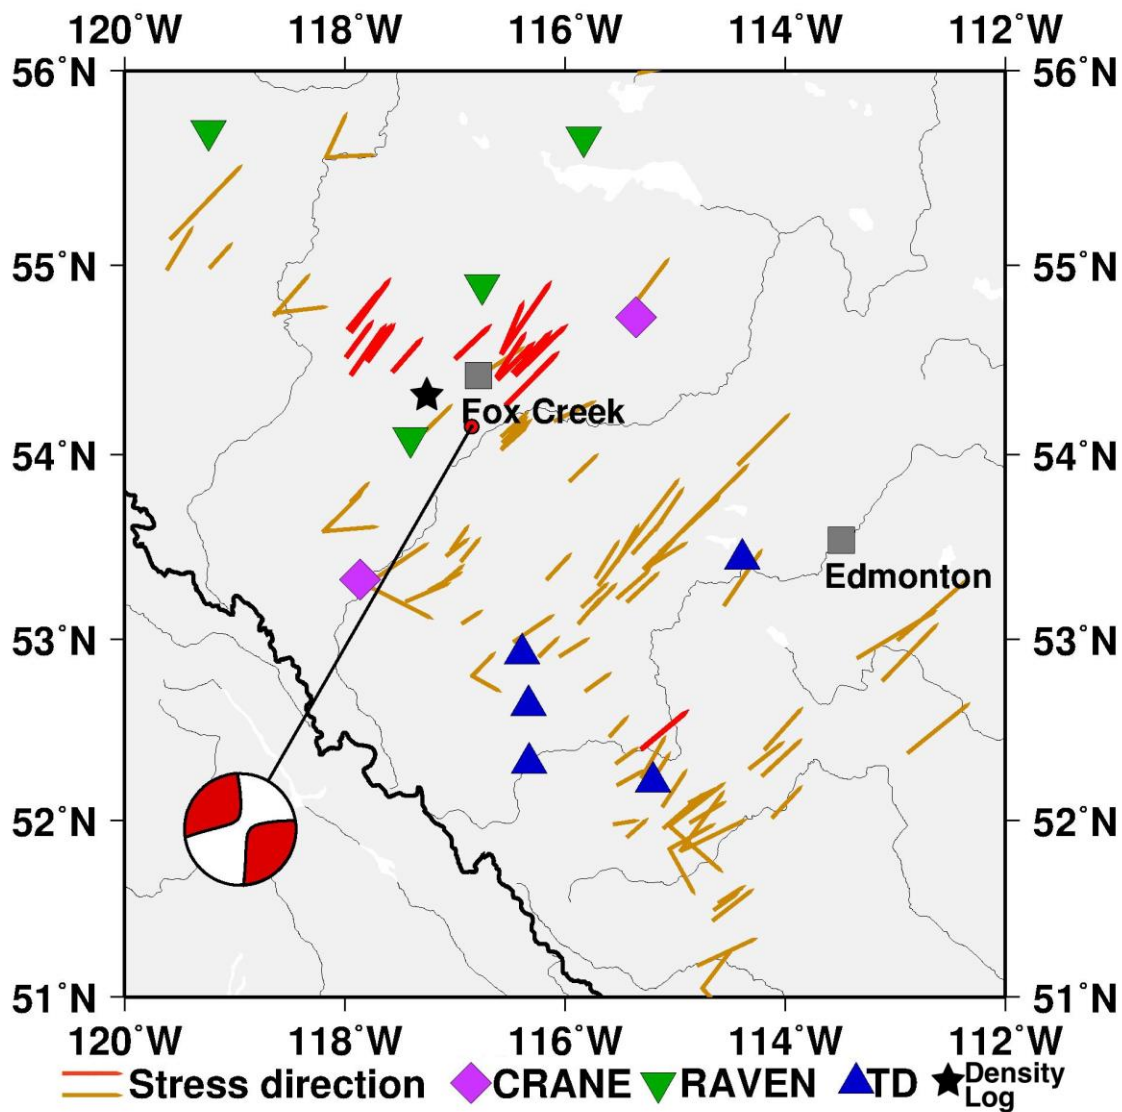 120˚W 118˚W 116˚W 114˚W 112˚W
56˚N 56˚N
55˚N 55˚N
Fox Creek
54˚N 54˚N
Edmonton
53˚N 53˚N
52˚N 52˚N
51˚N 51˚N
120˚W 118˚W 116˚W 114˚W 112˚W
Stress direction CRANE RAVEN TD Density
Log